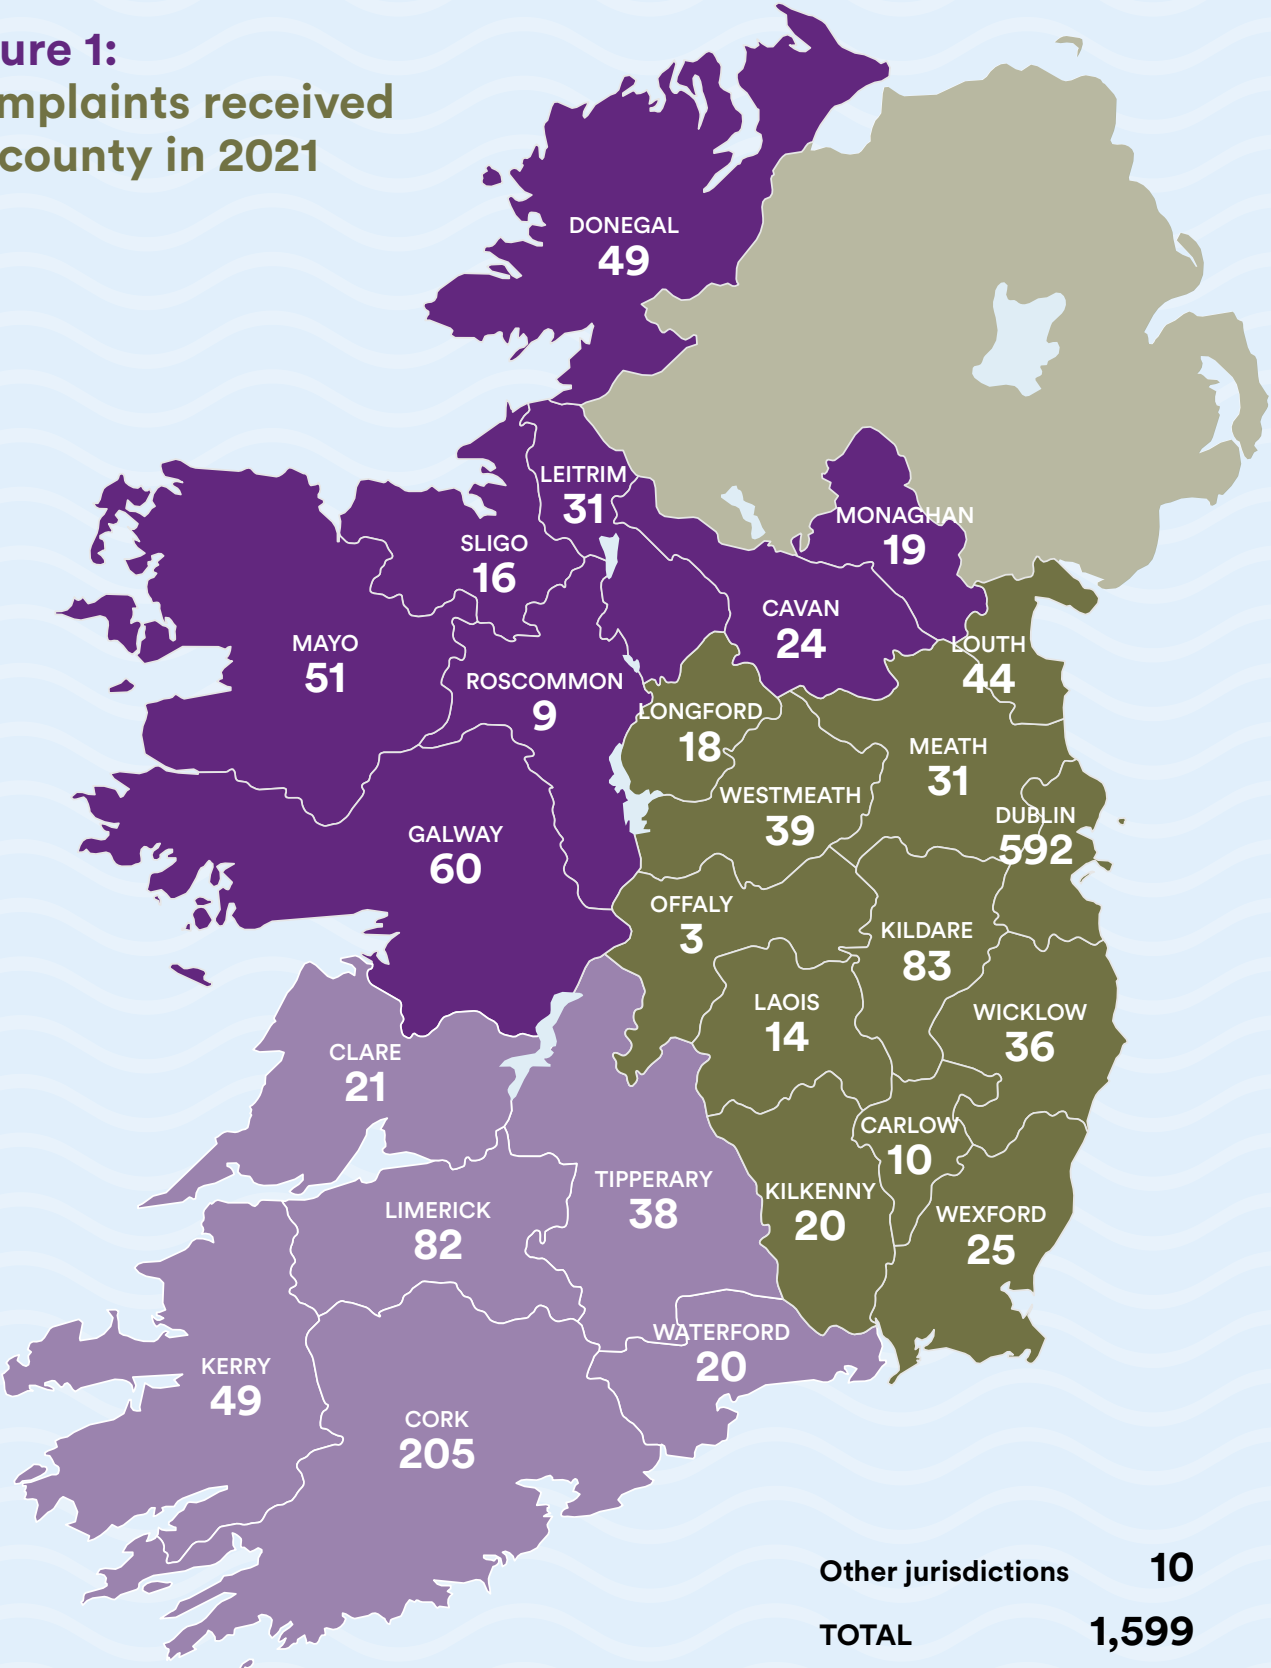 ure 1:
mplaints received
county in 2021
DONEGAL
49
LEITRIM
31
MONAGHAN
19
SLIGO
16
CAVAN
24
MAYO
51
LOUTH
44
ROSCOMMON
9
LONGFORD
18
MEATH
31
WESTMEATH
39
DUBLIN
592
GALWAY
60
OFFALY
3
KILDARE
83
LAOIS
14
WICKLOW
36
CLARE
21
CARLOW
10
TIPPERARY
38
KILKENNY
20
LIMERICK
82
WEXFORD
25
WATERFORD
20
KERRY
49
CORK
205
Other jurisdictions 10
TOTAL 1,599